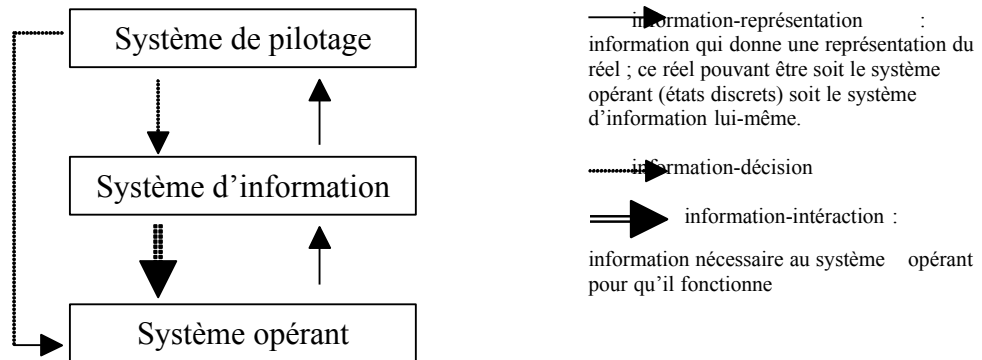 Système de pilotage
Système d'information
Système opérant
information-représentation :
information qui donne une représentation du
réel ; ce réel pouvant être soit le système
opérant (états discrets) soit le système
d'information lui-même.
information-décision
information-intéraction :
information nécessaire au système opérant
pour qu'il fonctionne